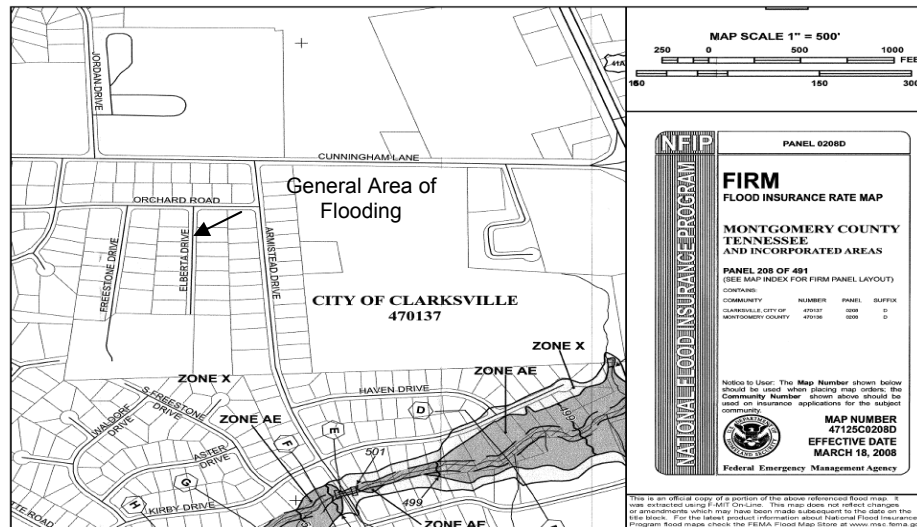 JORDAN DRIVE
CUNNINGHAM LANE
41A
General Area of
Flooding
ORCHARD ROAD
FREESTONE DRIVE
ELBERTA DRIVE
ARMISTEAD DRIVE
CITY OF CLARKSVILLE
470137
ZONE X
ZONE AE
ZONE X
HAVEN DRIVE
S. FREESTONE
DRIVE
WALDORF
DRIVE
ZONE AE
D
E
F
G
H
ASTER
DRIVE
KIRBY DRIVE
501
499
499
ZONE AE
MAP SCALE 1" = 500'
250 0 500 1000
FEE
150 300
NFIP
NATIONAL FLOOD INSURANCE PROGRAM
PANEL 0208D
FIRM
FLOOD INSURANCE RATE MAP
MONTGOMERY COUNTY
TENNESSEE
AND INCORPORATED AREAS
PANEL 208 OF 491
(SEE MAP INDEX FOR FIRM PANEL LAYOUT)
CONTAINS:
COMMUNITY NUMBER PANEL SUFFIX
CLARKSVILLE, CITY OF 470137 0208 D
MONTGOMERY COUNTY 470136 0208 D
Notice to User: The Map Number shown below
should be used when placing map orders; the
Community Number shown above should be
used on insurance applications for the subject
community.
MAP NUMBER
47125C0208D
EFFECTIVE DATE
MARCH 18, 2008
Federal Emergency Management Agency
This is an official copy of a portion of the above referenced flood map. It
was extracted using F-MIT On-Line. This map does not reflect changes
or amendments which may have been made subsequent to the date on the
title block. For the latest product information about National Flood Insurance
Program flood maps check the FEMA Flood Map Store at www.msc.fema.